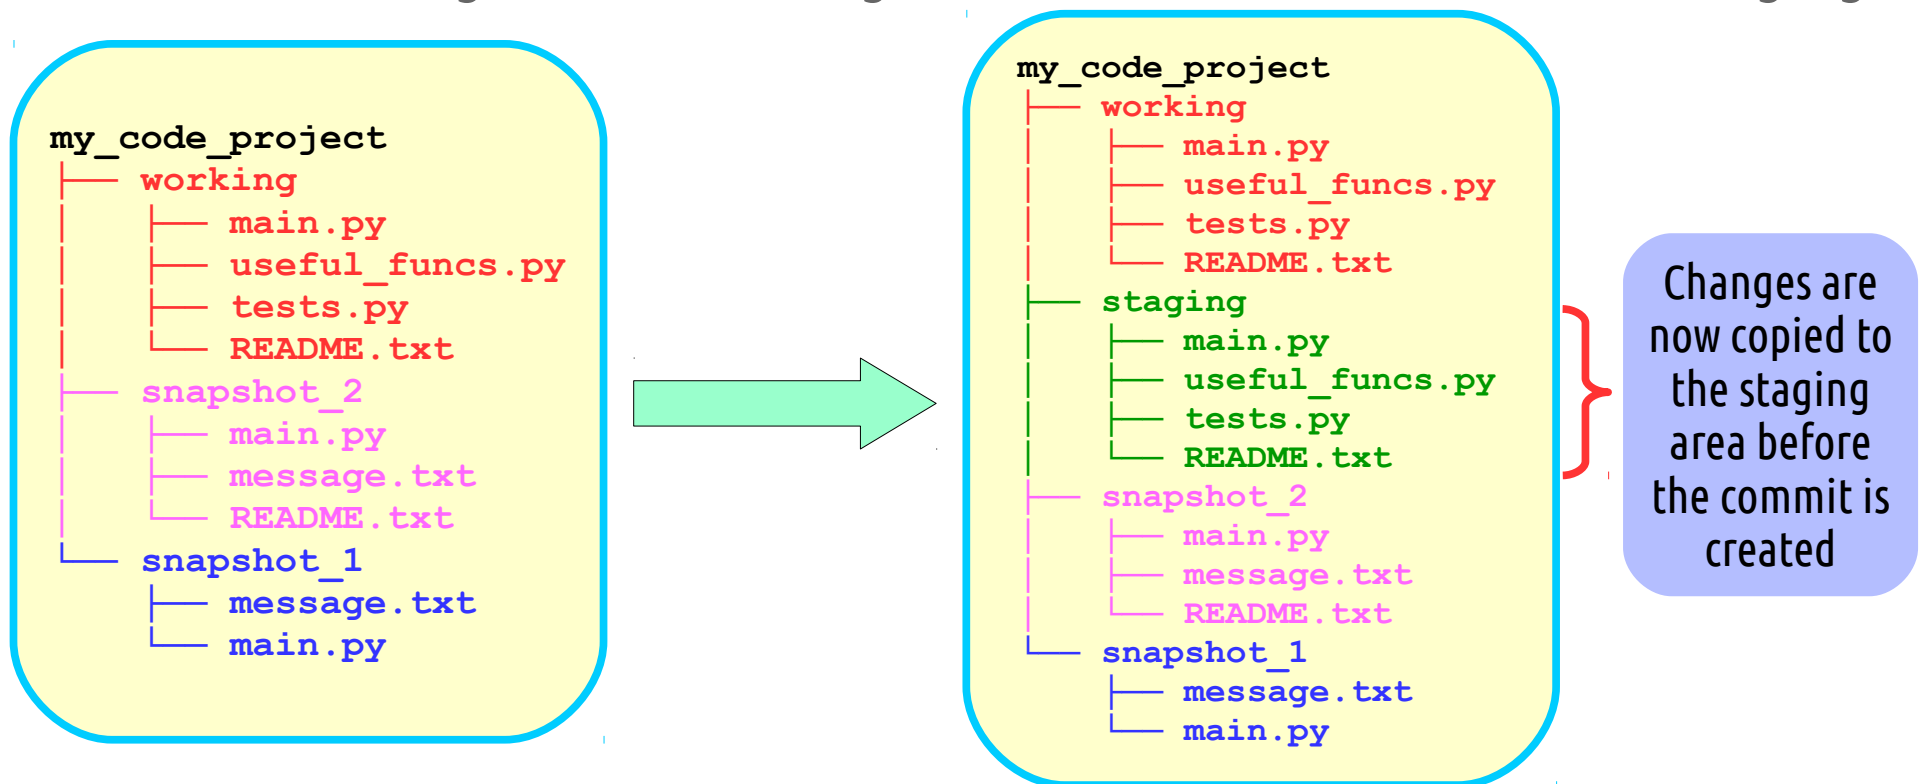 my_code_project
├── working
│   ├── main.py
│   ├── useful_funcs.py
│   ├── tests.py
│   └── README.txt
├── snapshot_2
│   ├── main.py
│   ├── message.txt
│   └── README.txt
└── snapshot_1
    ├── message.txt
    └── main.py
my_code_project
├── working
│   ├── main.py
│   ├── useful_funcs.py
│   ├── tests.py
│   └── README.txt
├── staging
│   ├── main.py
│   ├── useful_funcs.py
│   ├── tests.py
│   └── README.txt
├── snapshot_2
│   ├── main.py
│   ├── message.txt
│   └── README.txt
└── snapshot_1
    ├── message.txt
    └── main.py
Changes are
now copied to
the staging
area before
the commit is
created